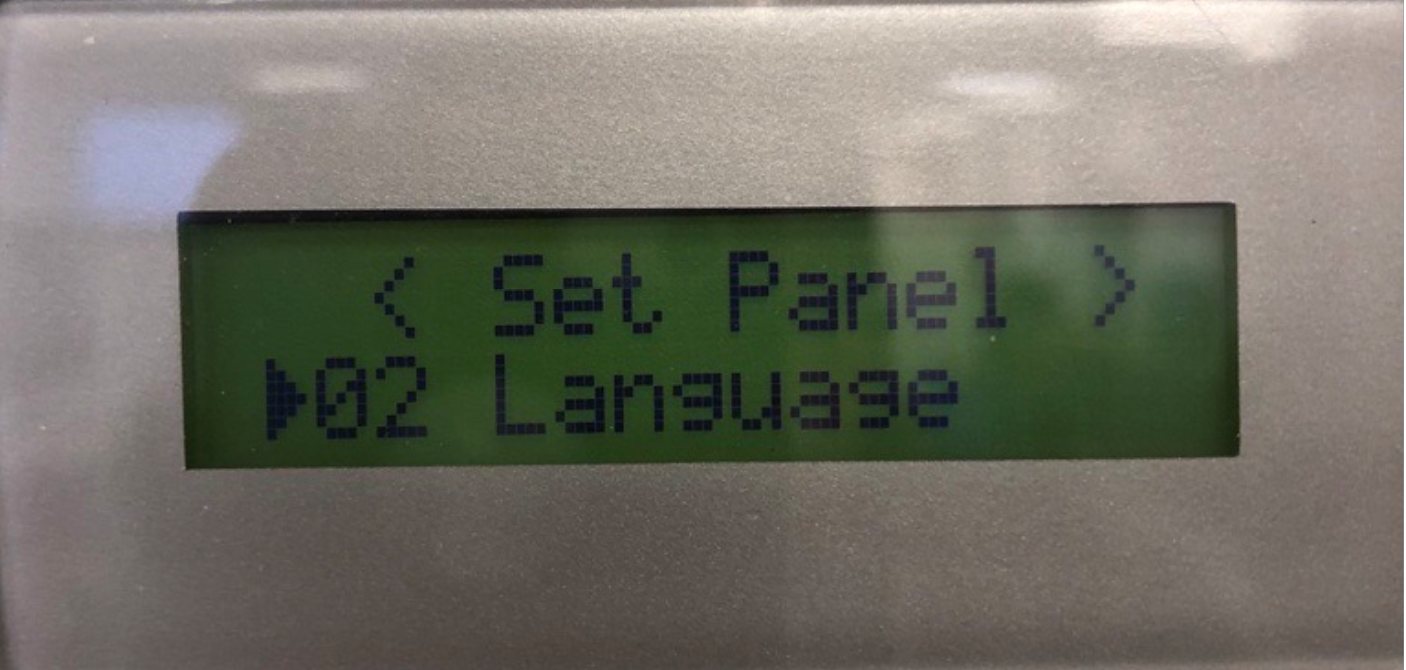 < Set Panel >
▶02 Language